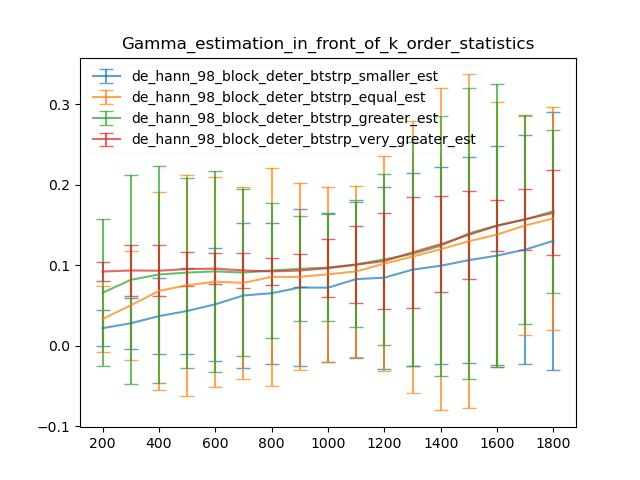 Gamma_estimation_in_front_of_k_order_statistics
de_hann_98_block_deter_btstrp_smaller_est
de_hann_98_block_deter_btstrp_equal_est
de_hann_98_block_deter_btstrp_greater_est
de_hann_98_block_deter_btstrp_very_greater_est
0.3
0.2
0.1
0.0
−0.1
200 400 600 800 1000 1200 1400 1600 1800